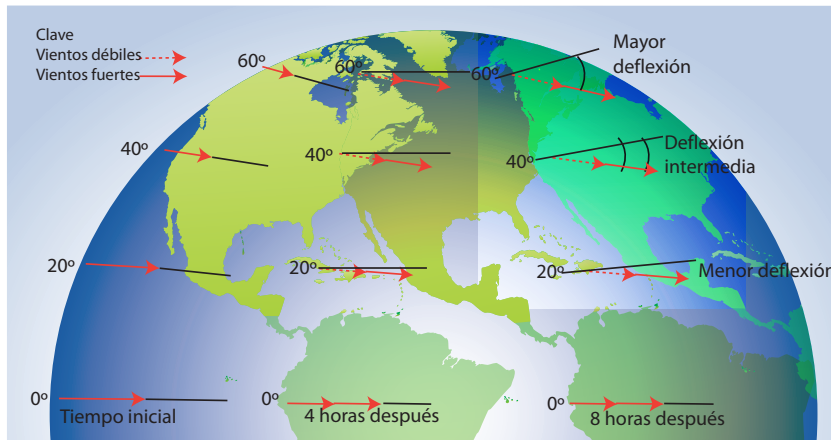 Clave
Vientos débiles
Vientos fuertes
60º
60º
60º
Mayor
deflexión
40º
40º
40º
Deflexión
intermedia
20º
20º
20º
Menor deflexión
0º
0º
0º
Tiempo inicial
4 horas después
8 horas después